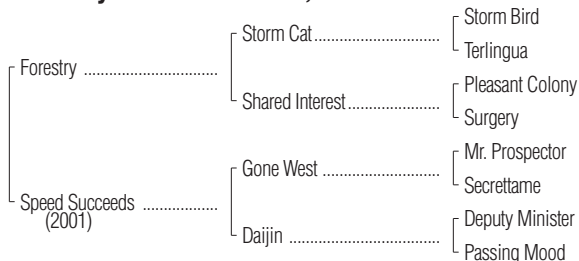 Storm Bird
Storm Cat
Terlingua
Forestry
Pleasant Colony
Shared Interest
Surgery
Mr. Prospector
Gone West
Secrettame
Speed Succeeds
(2001)
Deputy Minister
Daijin
Passing Mood